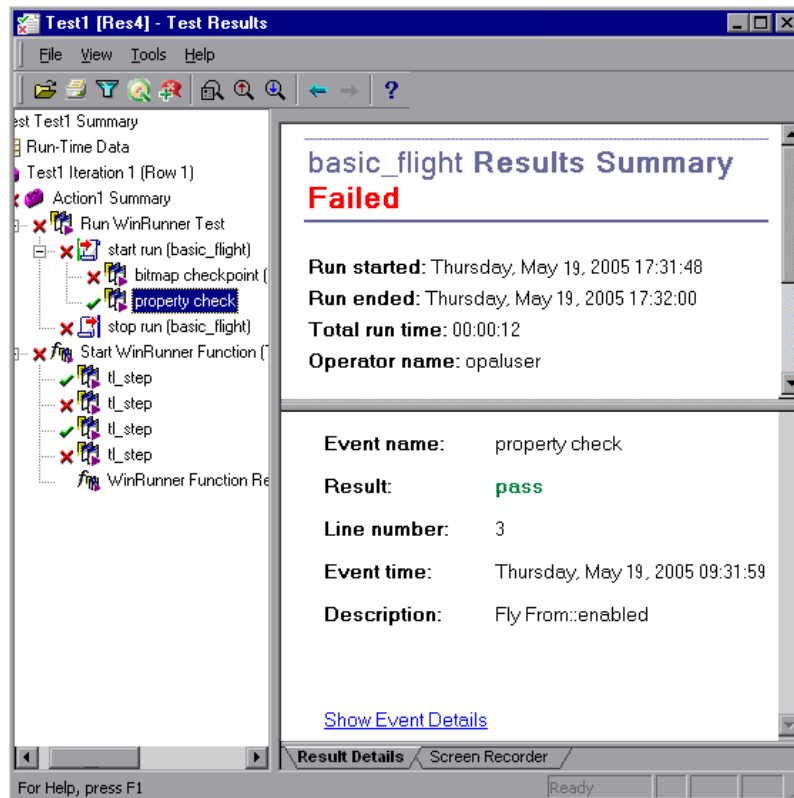 Test1 [Res4] - Test Results
File View Tools Help
est Test1 Summary
Run-Time Data
Test1 Iteration 1 (Row 1)
Action1 Summary
Run WinRunner Test
start run (basic_flight)
bitmap checkpoint (
property check
stop run (basic_flight)
Start WinRunner Function (
tl_step
tl_step
tl_step
tl_step
WinRunner Function Re
basic_flight Results Summary
Failed
Run started: Thursday, May 19, 2005 17:31:48
Run ended: Thursday, May 19, 2005 17:32:00
Total run time: 00:00:12
Operator name: opaluser
Event name: property check
Result: pass
Line number: 3
Event time: Thursday, May 19, 2005 09:31:59
Description: Fly From::enabled
Show Event Details
Result Details Screen Recorder
For Help, press F1 Ready